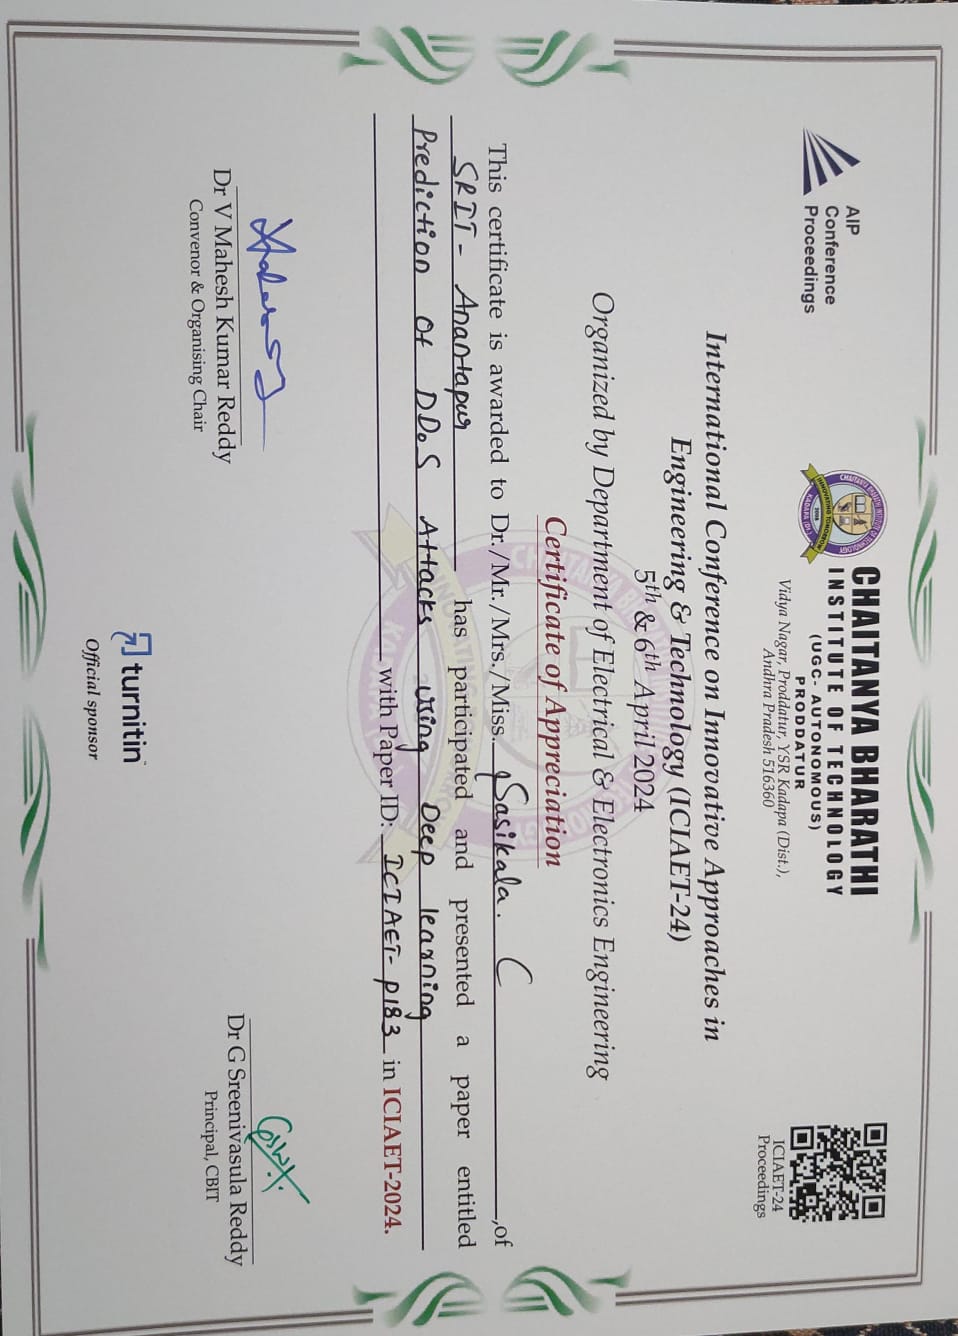 AIP
Conference
Proceedings
CHAITANYA BHARATHI
INSTITUTE OF TECHNOLOGY
(UGC- AUTONOMOUS)
PRODDATUR
Vidya Nagar, Proddatur, YSR Kadapa (Dist.),
Andhra Pradesh 516360
ICIAET-24
Proceedings
International Conference on Innovative Approaches in
Engineering & Technology (ICIAET-24)
5th & 6th April 2024
Organized by Department of Electrical & Electronics Engineering
Certificate of Appreciation
This certificate is awarded to Dr./Mr./Mrs./Miss. Sasikala. C ,of
SRIT- Anantapur has participated and presented a paper entitled
Prediction Of DDoS Attacks using Deep learning
with Paper ID: ICIAET- P183 in ICIAET-2024.
Dr V Mahesh Kumar Reddy
Convenor & Organising Chair
Dr G Sreenivasula Reddy
Principal, CBIT
turnitin
Official sponsor